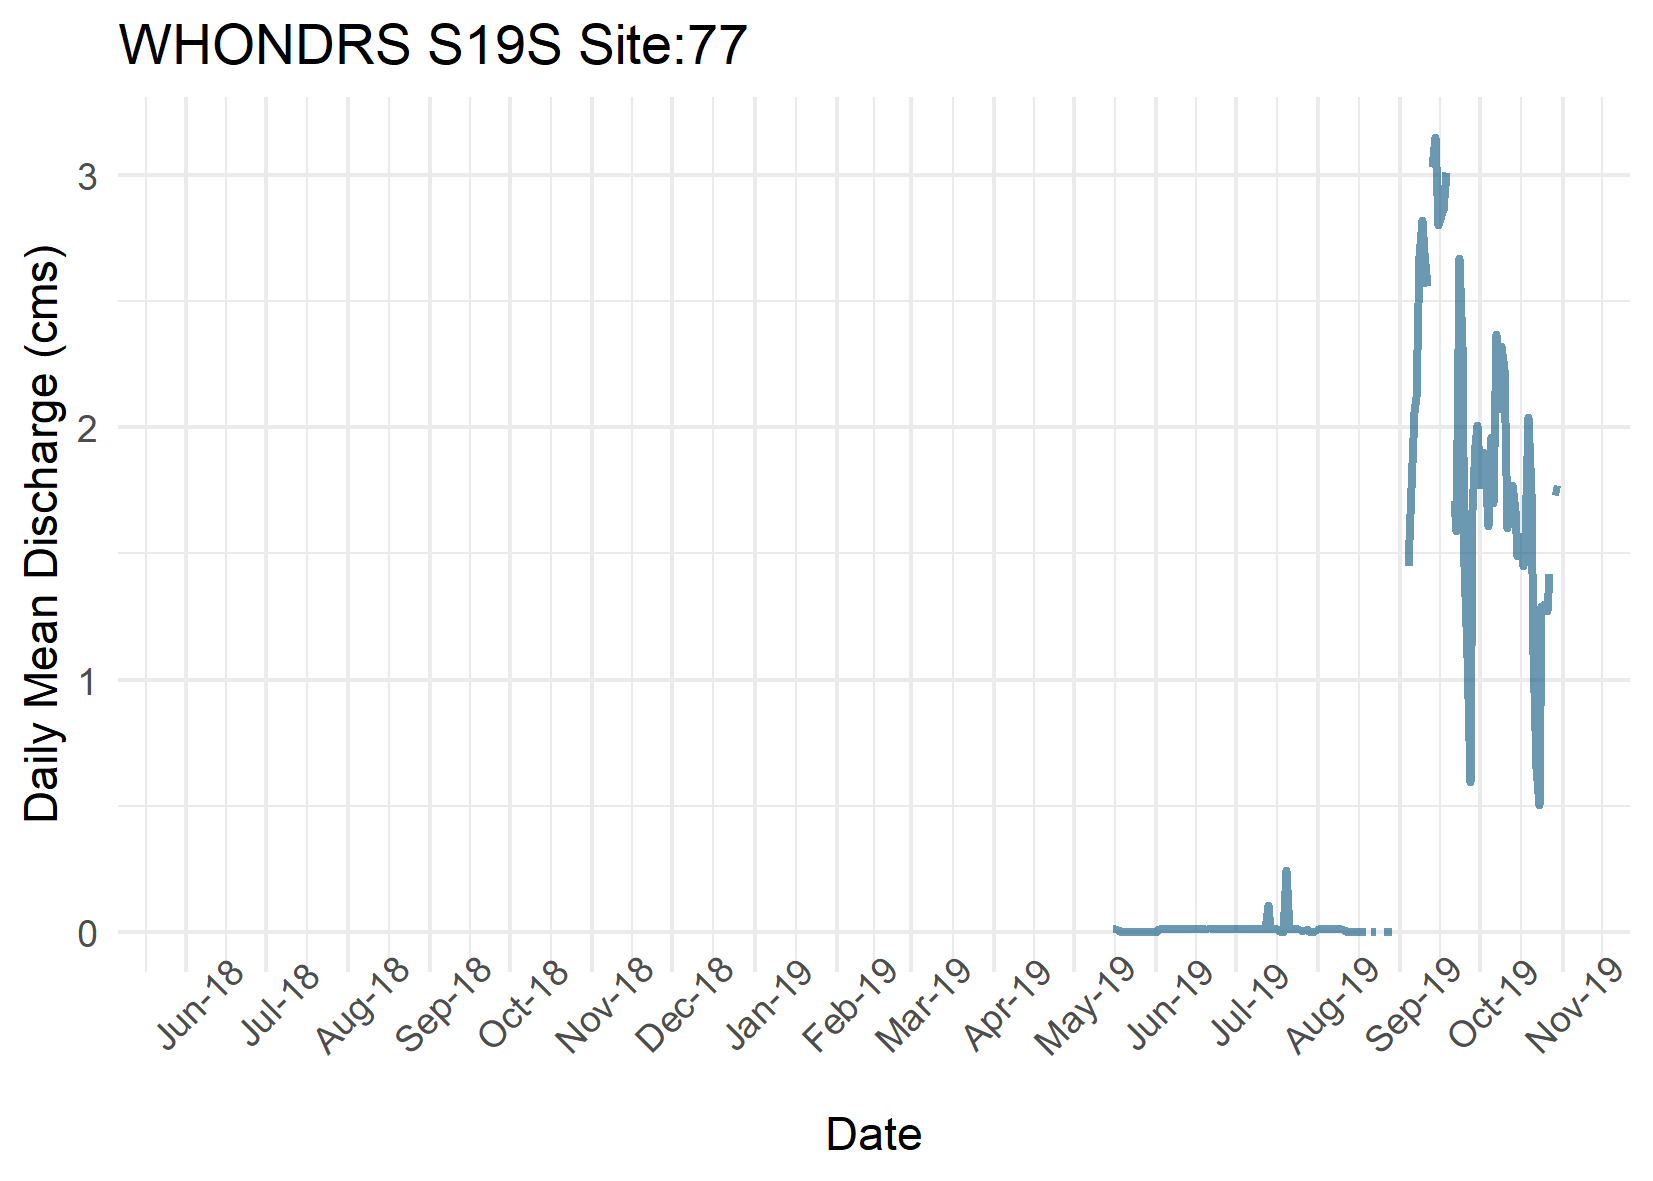 WHONDRS S19S Site:77
Daily Mean Discharge (cms)
3
2
1
0
Jun-18
Jul-18
Aug-18
Sep-18
Oct-18
Nov-18
Dec-18
Jan-19
Feb-19
Mar-19
Apr-19
May-19
Jun-19
Jul-19
Aug-19
Sep-19
Oct-19
Nov-19
Date